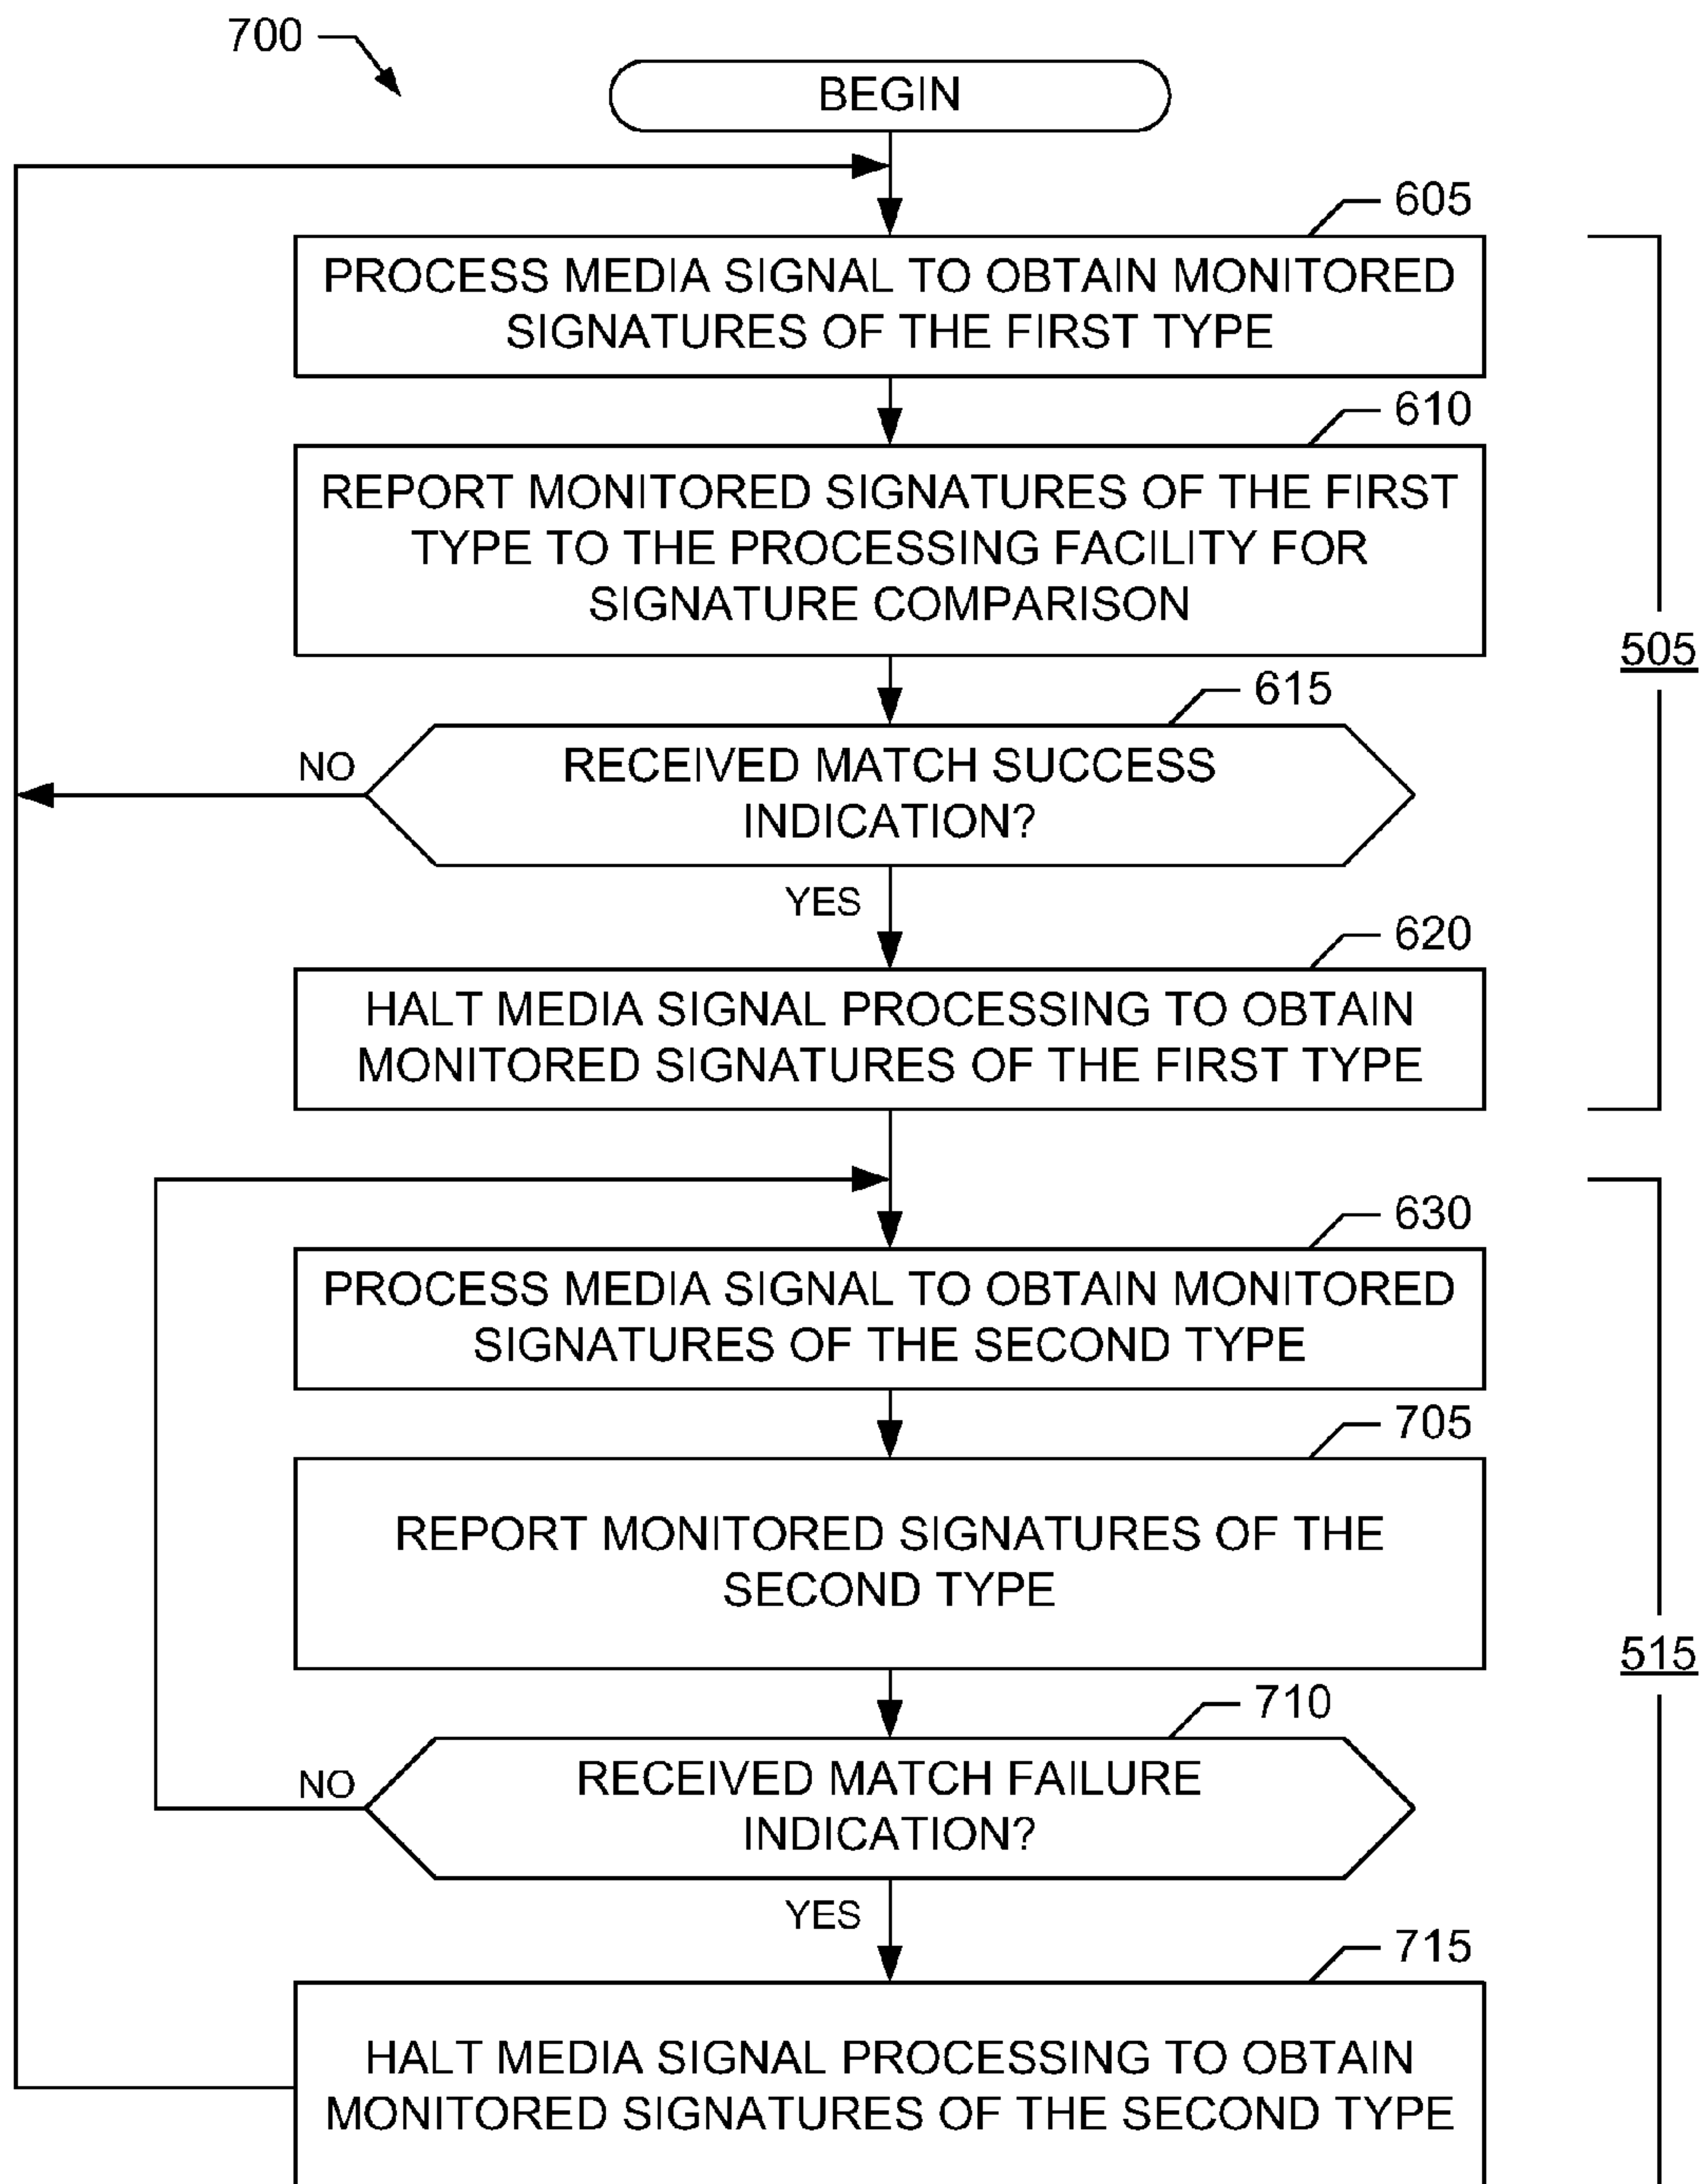 700
BEGIN
605
PROCESS MEDIA SIGNAL TO OBTAIN MONITORED
SIGNATURES OF THE FIRST TYPE
610
REPORT MONITORED SIGNATURES OF THE FIRST
TYPE TO THE PROCESSING FACILITY FOR
SIGNATURE COMPARISON
505
615
NO
RECEIVED MATCH SUCCESS
INDICATION?
YES
620
HALT MEDIA SIGNAL PROCESSING TO OBTAIN
MONITORED SIGNATURES OF THE FIRST TYPE
630
PROCESS MEDIA SIGNAL TO OBTAIN MONITORED
SIGNATURES OF THE SECOND TYPE
705
REPORT MONITORED SIGNATURES OF THE
SECOND TYPE
515
710
NO
RECEIVED MATCH FAILURE
INDICATION?
YES
715
HALT MEDIA SIGNAL PROCESSING TO OBTAIN
MONITORED SIGNATURES OF THE SECOND TYPE